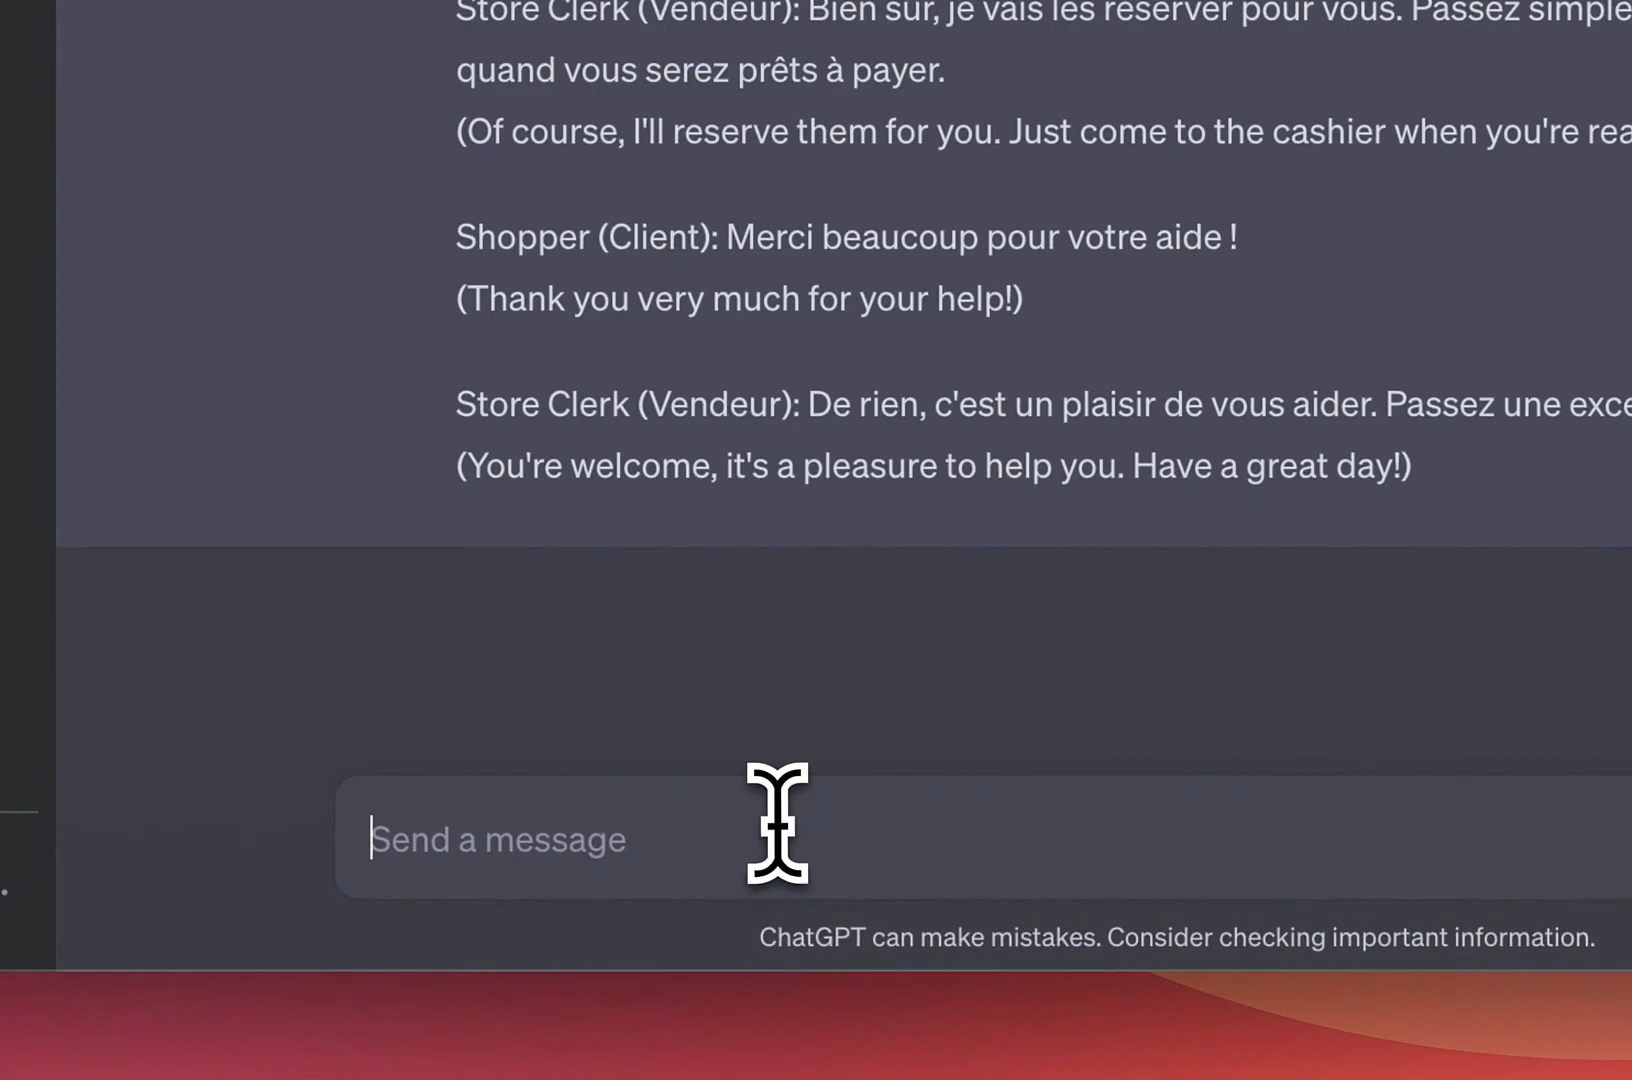 Store Clerk (Vendeur): Bien sûr, je vais les réserver pour vous. Passez
quand vous serez prêts à payer.
(Of course, I'll reserve them for you. Just come to the cashier when you're
Shopper (Client): Merci beaucoup pour votre aide !
(Thank you very much for your help!)
Store Clerk (Vendeur): De rien, c'est un plaisir de vous aider. Passez une
(You're welcome, it's a pleasure to help you. Have a great day!)
Send a message
ChatGPT can make mistakes. Consider checking important information.